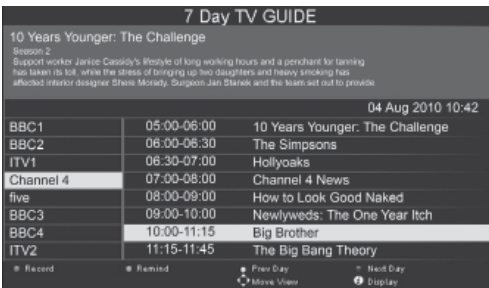 7 Day TV GUIDE
10 Years Younger: The Challenge
Season 2
Support worker Janice Cassidy's lifestyle of long working hours and a penchant for tanning
has taken its toll, while the stress of bringing up two daughters and heavy smoking has
affected interior designer Shere Morady. Surgeon Jan Stanek and the team set out to provide
04 Aug 2010 10:42
BBC1 05:00-06:00 10 Years Younger: The Challenge
BBC2 06:00-06:30 The Simpsons
ITV1 06:30-07:00 Hollyoaks
Channel 4 07:00-08:00 Channel 4 News
five 08:00-09:00 How to Look Good Naked
BBC3 09:00-10:00 Newlyweds: The One Year Itch
BBC4 10:00-11:15 Big Brother
ITV2 11:15-11:45 The Big Bang Theory
Record Remind Prev Day Next Day
Move View Display